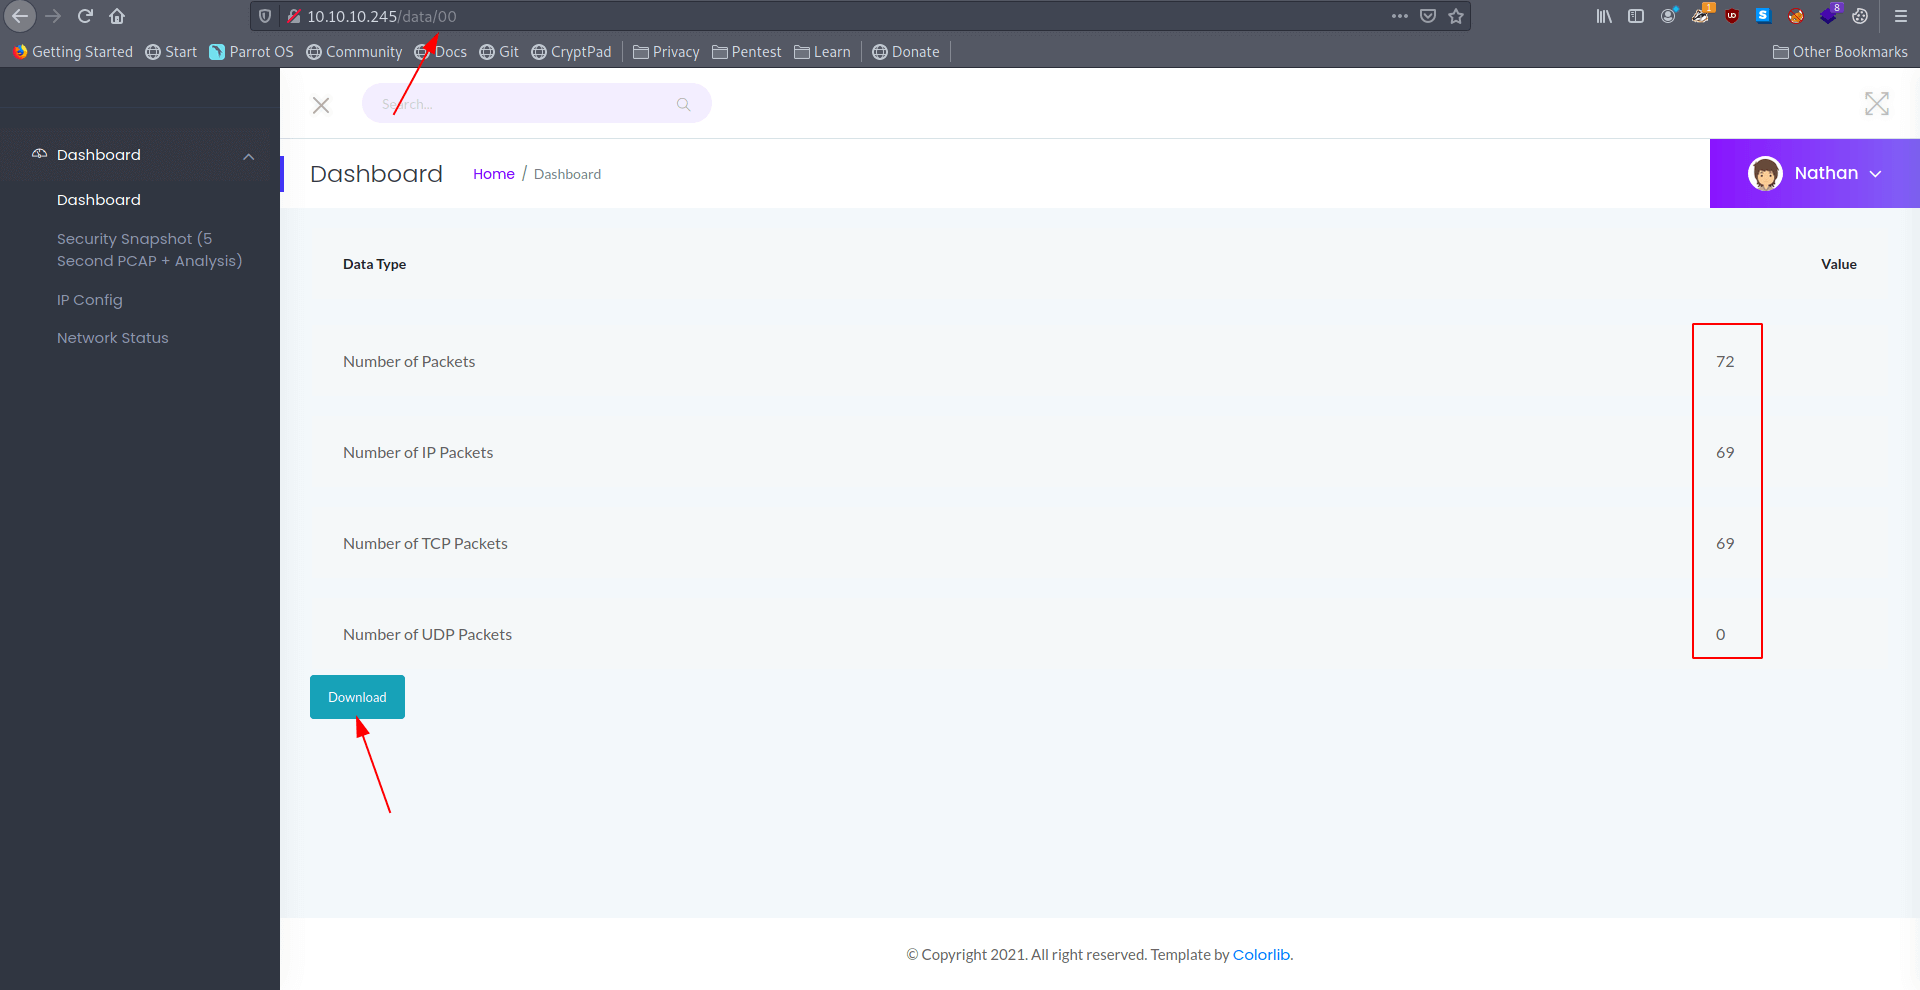 10.10.10.245/data/00
1
UD
S
8
Getting Started
Start
Parrot OS
Community
Docs
Git
CryptPad
Privacy
Pentest
Learn
Donate
Other Bookmarks
Search...
Dashboard
Dashboard
Security Snapshot (5
Second PCAP + Analysis)
IP Config
Network Status
Dashboard
Home / Dashboard
Nathan
Data Type Value
Number of Packets 72
Number of IP Packets 69
Number of TCP Packets 69
Number of UDP Packets 0
Download
© Copyright 2021. All right reserved. Template by Colorlib.